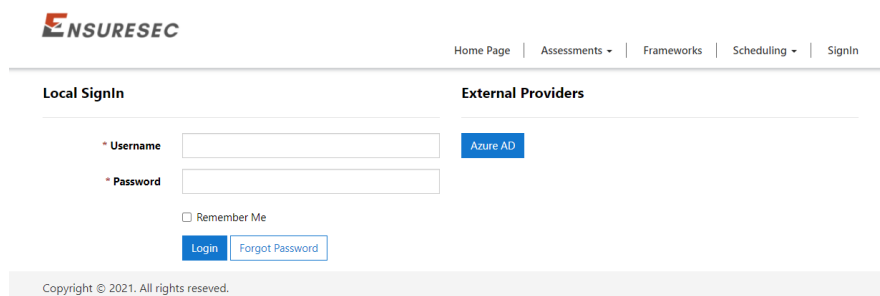 ENSURESEC
Home Page | Assessments | Frameworks | Scheduling | SignIn
Local SignIn
External Providers
* Username
Azure AD
* Password
Remember Me
Login Forgot Password
Copyright © 2021. All rights reseved.